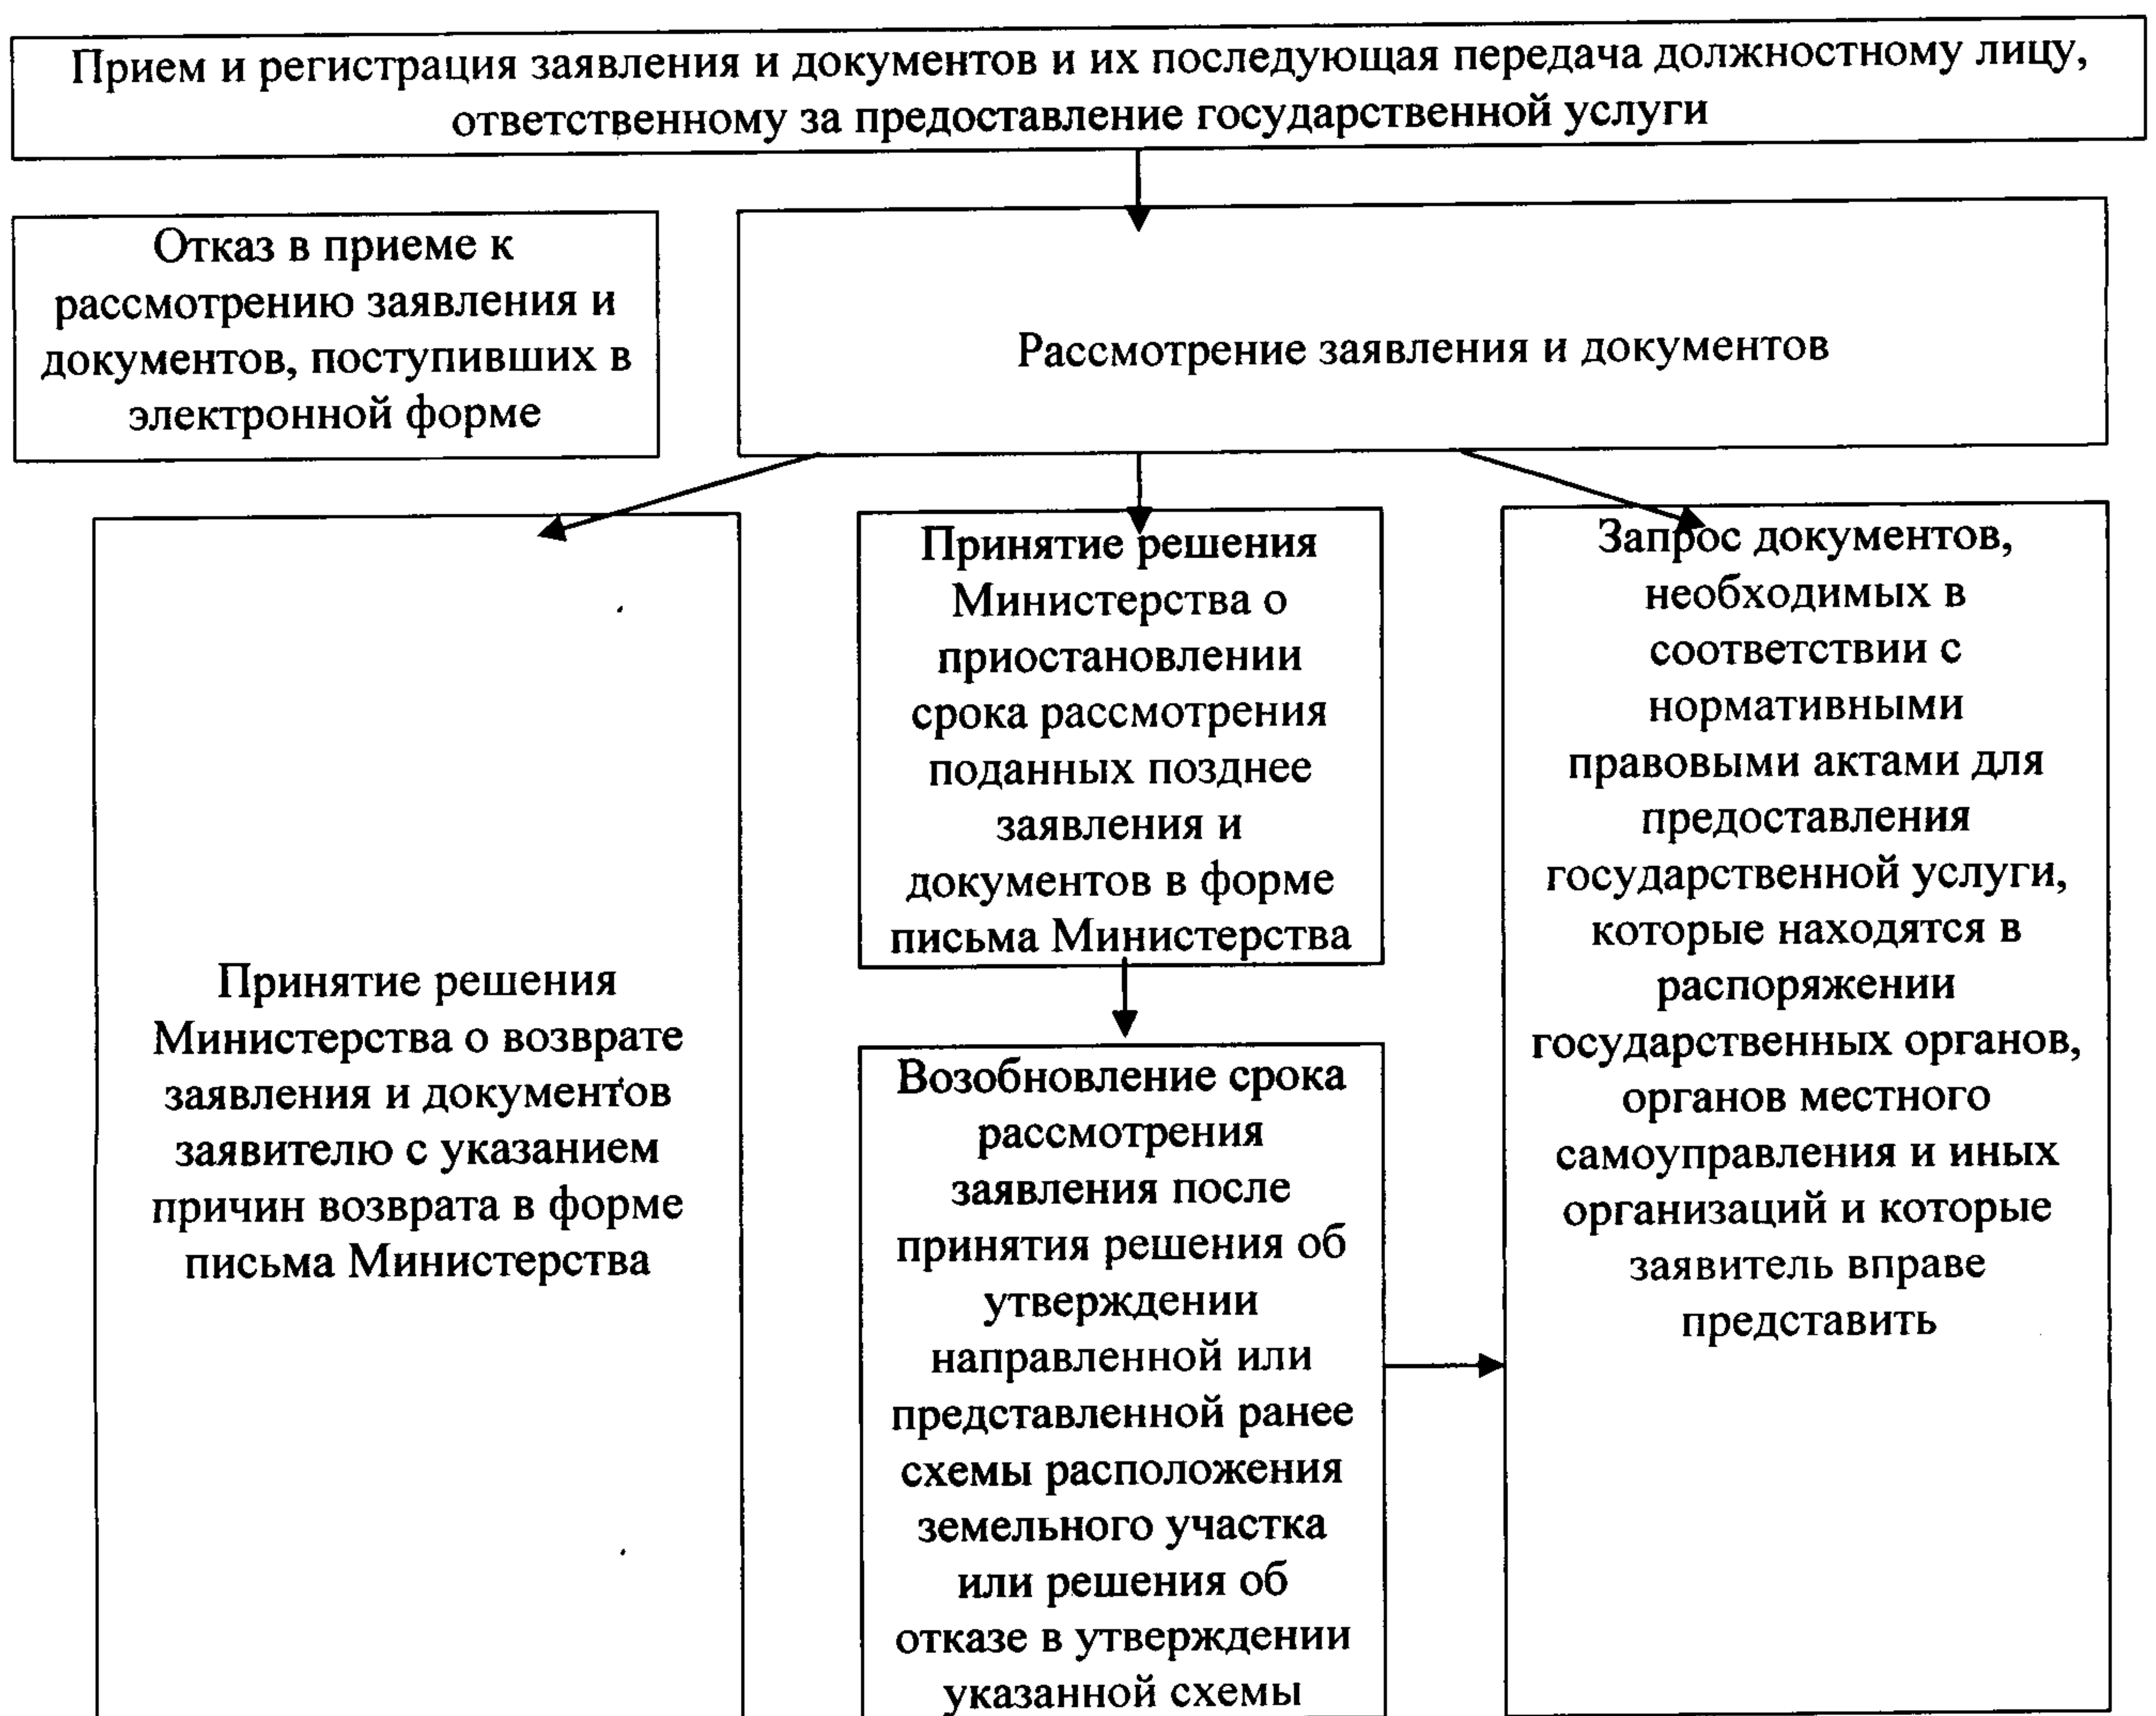 Прием и регистрация заявления и документов и их последующая передача должностному лицу,
ответственному за предоставление государственной услуги
Отказ в приеме к
рассмотрению заявления и
документов, поступивших в
электронной форме
Рассмотрение заявления и документов
Принятие решения
Министерства о возврате
заявления и документов
заявителю с указанием
причин возврата в форме
письма Министерства
Принятие решения
Министерства о
приостановлении
срока рассмотрения
поданных позднее
заявления и
документов в форме
письма Министерства
Возобновление срока
рассмотрения
заявления после
принятия решения об
утверждении
направленной или
представленной ранее
схемы расположения
земельного участка
или решения об
отказе в утверждении
указанной схемы
Запрос документов,
необходимых в
соответствии с
нормативными
правовыми актами для
предоставления
государственной услуги,
которые находятся в
распоряжении
государственных органов,
органов местного
самоуправления и иных
организаций и которые
заявитель вправе
представить